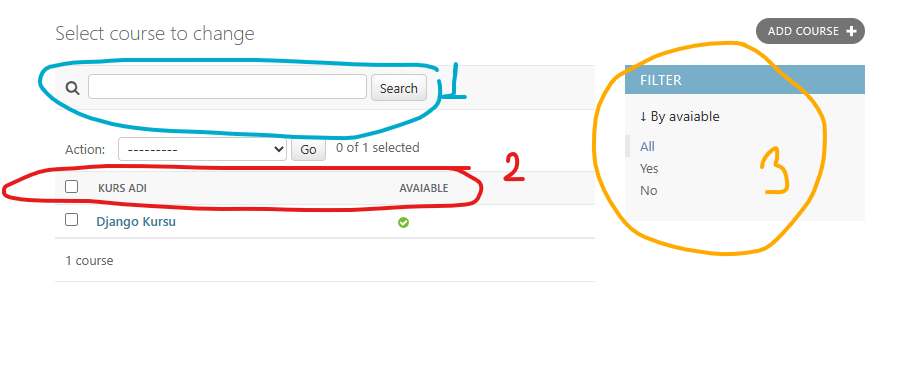 Select course to change
ADD COURSE +
Search 1
FILTER
↓ By avaiable
All
Yes
No
3
Action: --------- Go 0 of 1 selected
2
KURS ADI AVAIABLE
Django Kursu
1 course